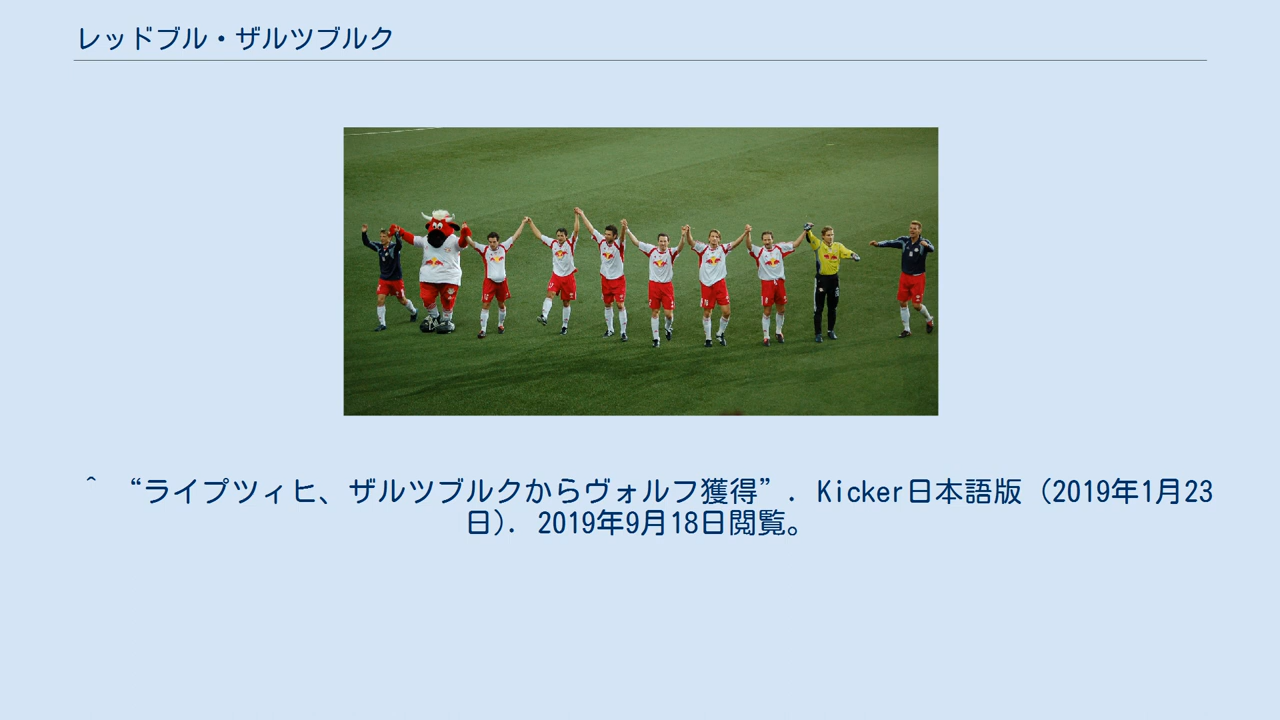 レッドブル・ザルツブルク
^ “ライプツィヒ、ザルツブルクからヴォルフ獲得”. Kicker日本語版 (2019年1月23
日). 2019年9月18日閲覧。